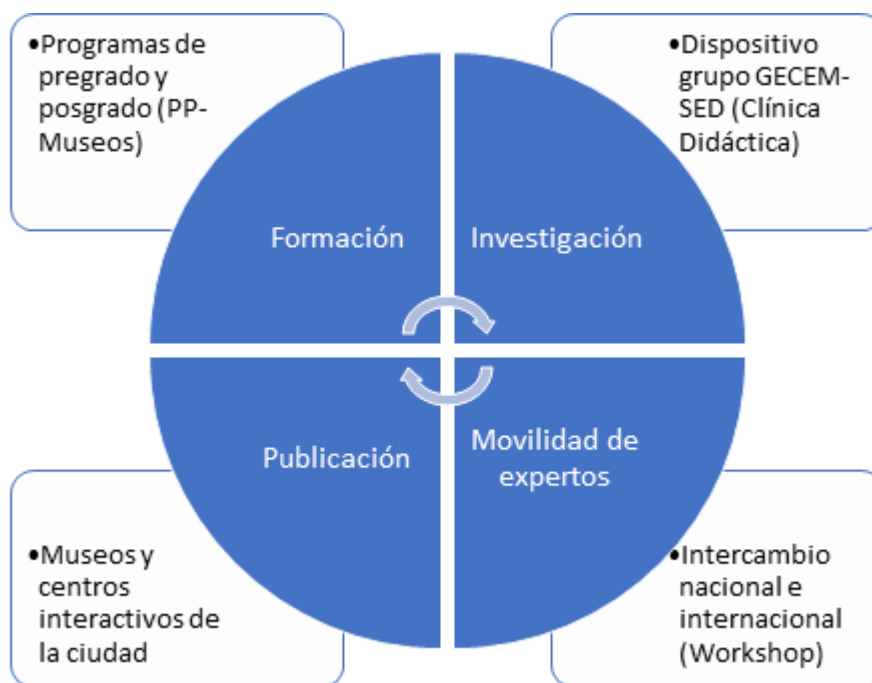 •Programas de
pregrado y
posgrado (PP-
Museos)
•Dispositivo
grupo GECEM-
SED (Clínica
Didáctica)
Formación
Investigación
Publicación
Movilidad de
expertos
•Museos y
centros
interactivos de
la ciudad
•Intercambio
nacional e
internacional
(Workshop)